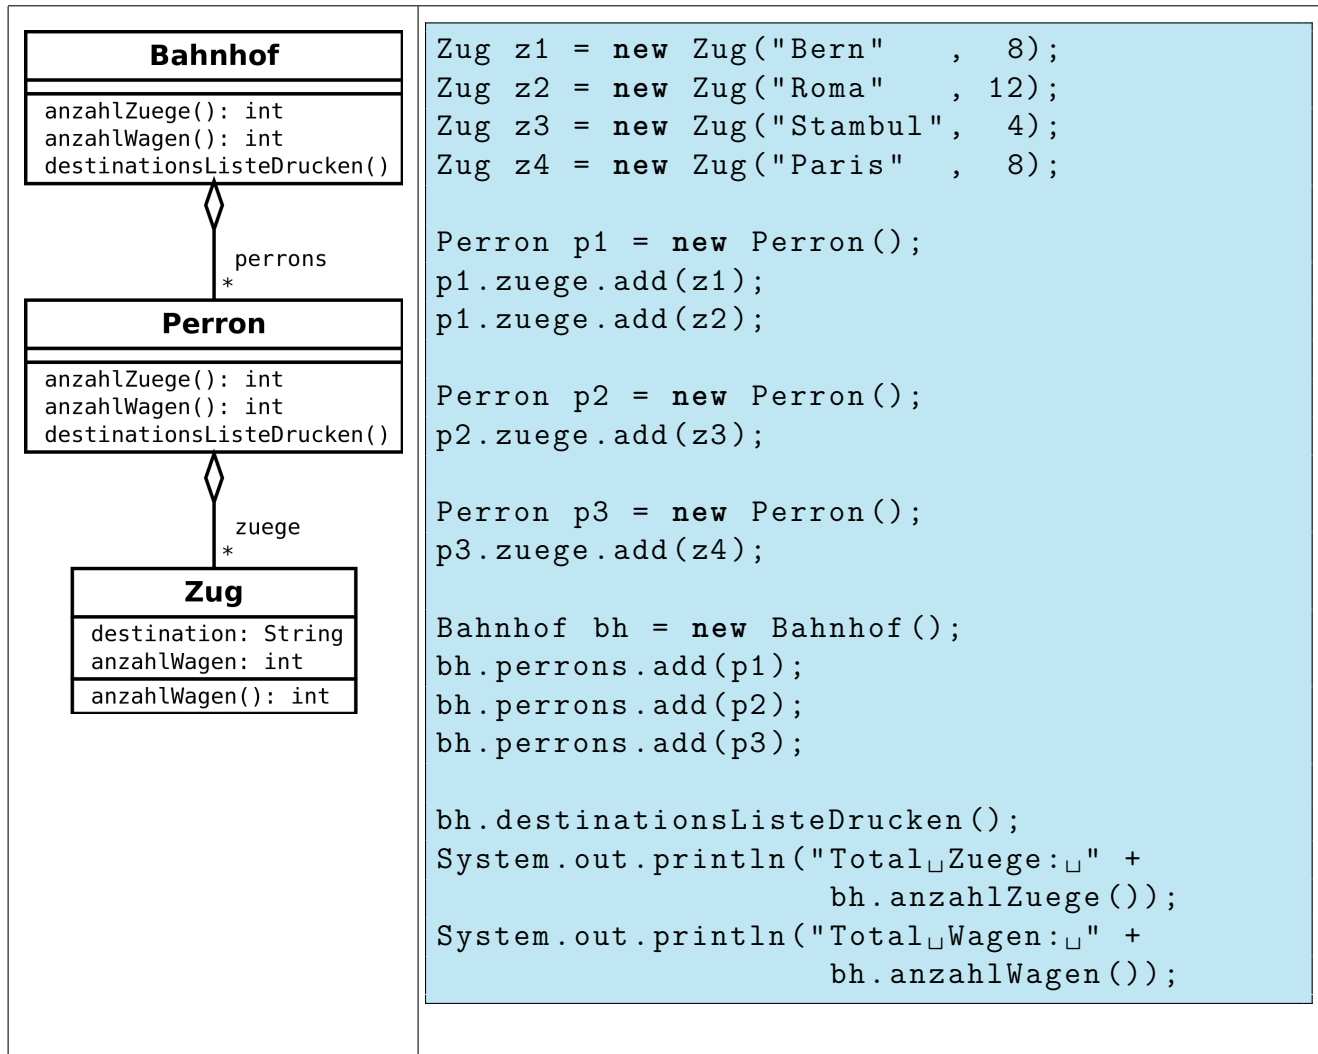 Bahnhof
anzahlZuege(): int
anzahlWagen(): int
destinationsListeDrucken()
perrons
*
Perron
anzahlZuege(): int
anzahlWagen(): int
destinationsListeDrucken()
zuege
*
Zug
destination: String
anzahlWagen: int
anzahlWagen(): int
Zug z1 = new Zug("Bern"   ,  8);
Zug z2 = new Zug("Roma"   , 12);
Zug z3 = new Zug("Stambul",  4);
Zug z4 = new Zug("Paris"  ,  8);
Perron p1 = new Perron();
p1.zuege.add(z1);
p1.zuege.add(z2);
Perron p2 = new Perron();
p2.zuege.add(z3);
Perron p3 = new Perron();
p3.zuege.add(z4);
Bahnhof bh = new Bahnhof();
bh.perrons.add(p1);
bh.perrons.add(p2);
bh.perrons.add(p3);
bh.destinationsListeDrucken();
System.out.println("Total␣Zuege:␣" +
bh.anzahlZuege());
System.out.println("Total␣Wagen:␣" +
bh.anzahlWagen());